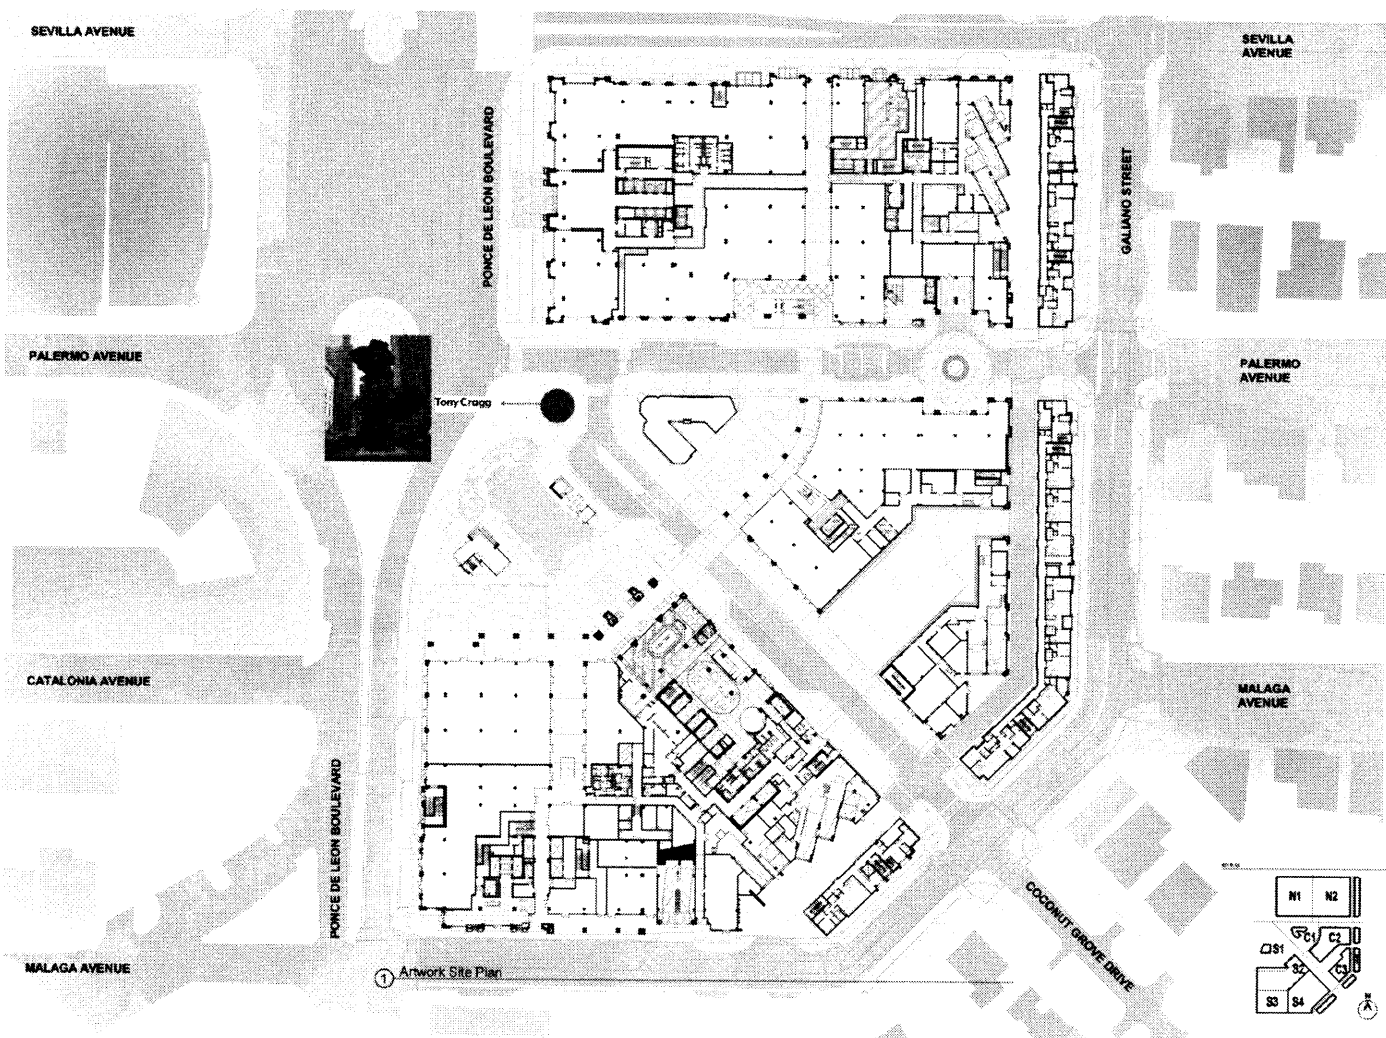 SEVILLA AVENUE
SEVILLA
AVENUE
PONCE DE LEON BOULEVARD
GALIANO STREET
PALERMO AVENUE
PALERMO
AVENUE
Tony Cragg
CATALONIA AVENUE
MALAGA
AVENUE
PONCE DE LEON BOULEVARD
COCONUT GROVE DRIVE
MALAGA AVENUE
1 Artwork Site Plan
N1 N2
C1 C2
S1
S2 C3
S3 S4
N